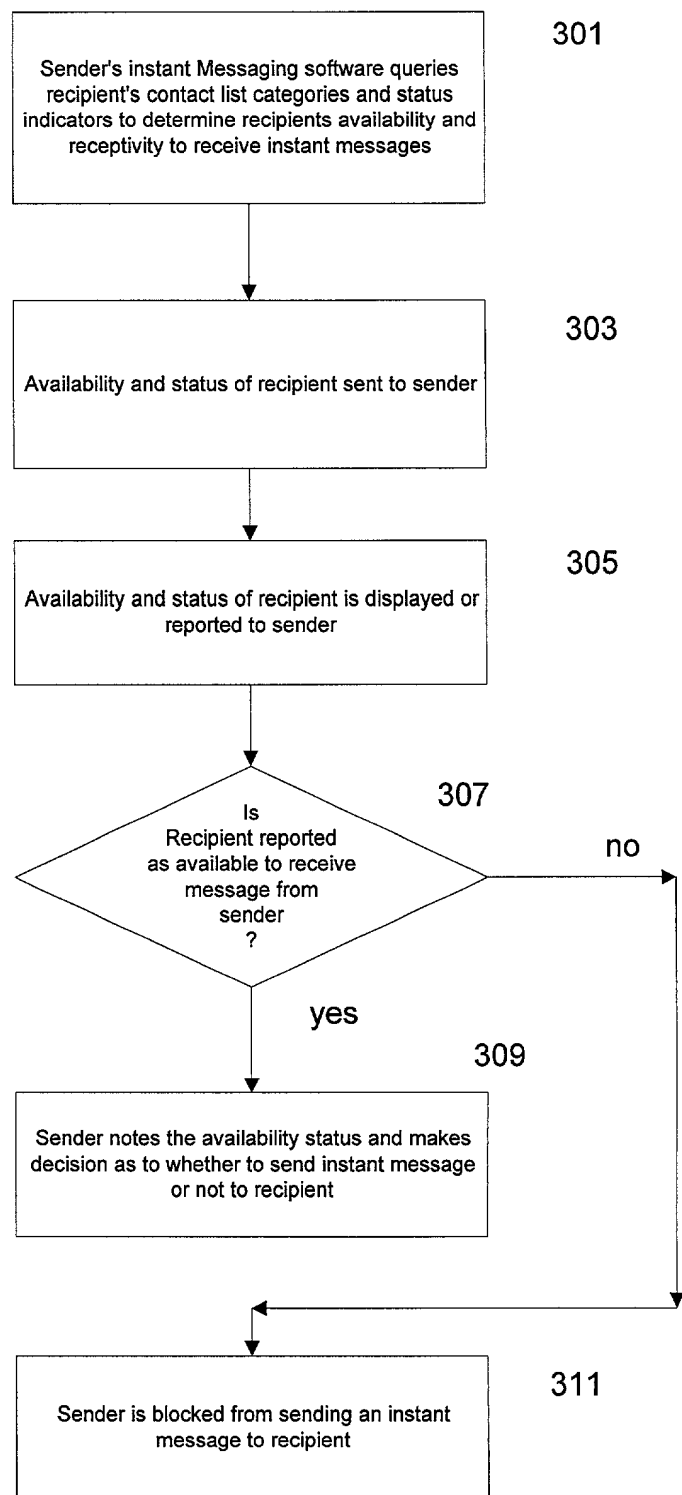 301
Sender's instant Messaging software queries
recipient's contact list categories and status
indicators to determine recipients availability and
receptivity to receive instant messages
303
Availability and status of recipient sent to sender
305
Availability and status of recipient is displayed or
reported to sender
307
Is
Recipient reported
as available to receive
message from
sender
?
no
yes
309
Sender notes the availability status and makes
decision as to whether to send instant message
or not to recipient
311
Sender is blocked from sending an instant
message to recipient